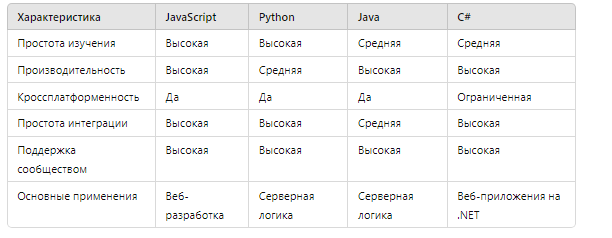 Характеристика JavaScript Python Java C#
Простота изучения Высокая Высокая Средняя Средняя
Производительность Высокая Средняя Высокая Высокая
Кроссплатформенность Да Да Да Ограниченная
Простота интеграции Высокая Высокая Средняя Высокая
Поддержка Высокая Высокая Высокая Высокая
сообществом
Основные применения Веб- Серверная Серверная Веб-приложения на
разработка логика логика .NET